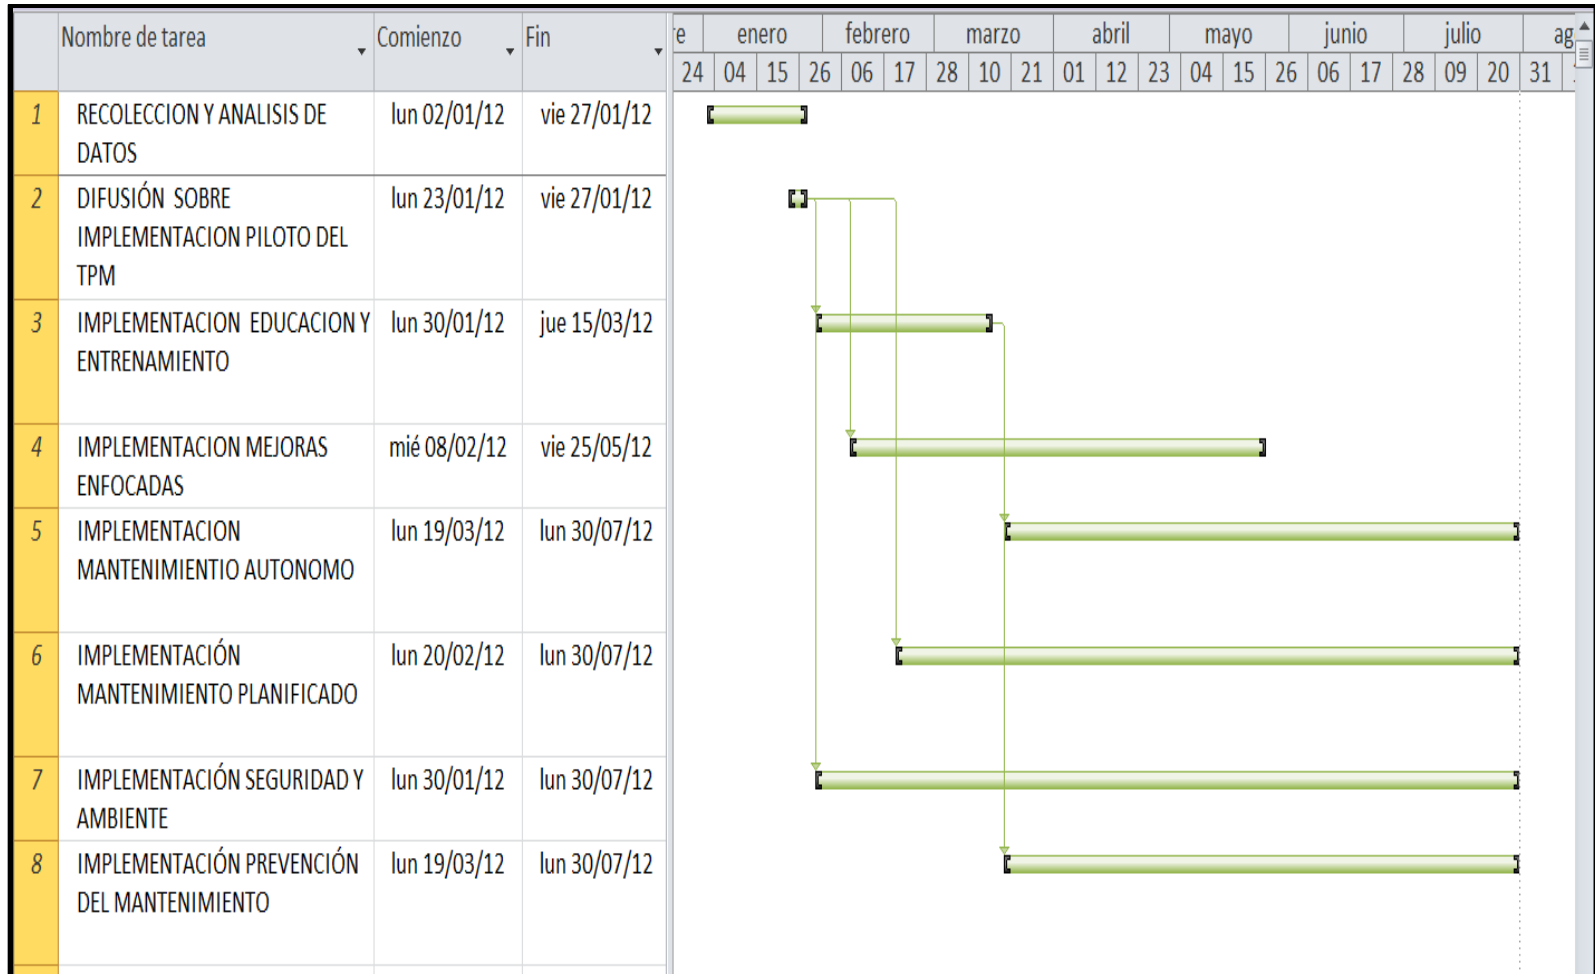 Nombre de tarea Comienzo Fin
re enero febrero marzo abril mayo junio julio ag
24 04 15 26 06 17 28 10 21 01 12 23 04 15 26 06 17 28 09 20 31
1 RECOLECCION Y ANALISIS DE lun 02/01/12 vie 27/01/12
DATOS
2 DIFUSIÓN SOBRE lun 23/01/12 vie 27/01/12
IMPLEMENTACION PILOTO DEL
TPM
3 IMPLEMENTACION EDUCACION Y lun 30/01/12 jue 15/03/12
ENTRENAMIENTO
4 IMPLEMENTACION MEJORAS mié 08/02/12 vie 25/05/12
ENFOCADAS
5 IMPLEMENTACION lun 19/03/12 lun 30/07/12
MANTENIMIENTIO AUTONOMO
6 IMPLEMENTACIÓN lun 20/02/12 lun 30/07/12
MANTENIMIENTO PLANIFICADO
7 IMPLEMENTACIÓN SEGURIDAD Y lun 30/01/12 lun 30/07/12
AMBIENTE
8 IMPLEMENTACIÓN PREVENCIÓN lun 19/03/12 lun 30/07/12
DEL MANTENIMIENTO